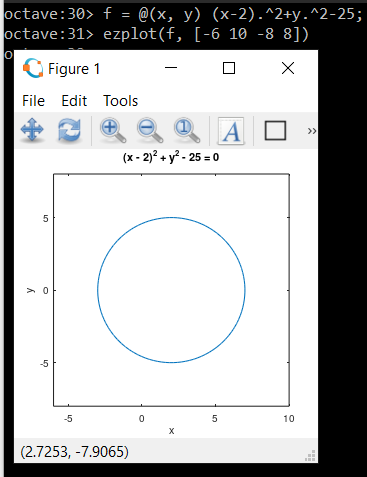 octave:30> f = @(x, y) (x-2).^2+y.^2-25;
octave:31> ezplot(f, [-6 10 -8 8])
Figure 1
File Edit Tools
A »
(x - 2)² + y² - 25 = 0
5
y 0
-5
-5 0 5 10
x
(2.7253, -7.9065)